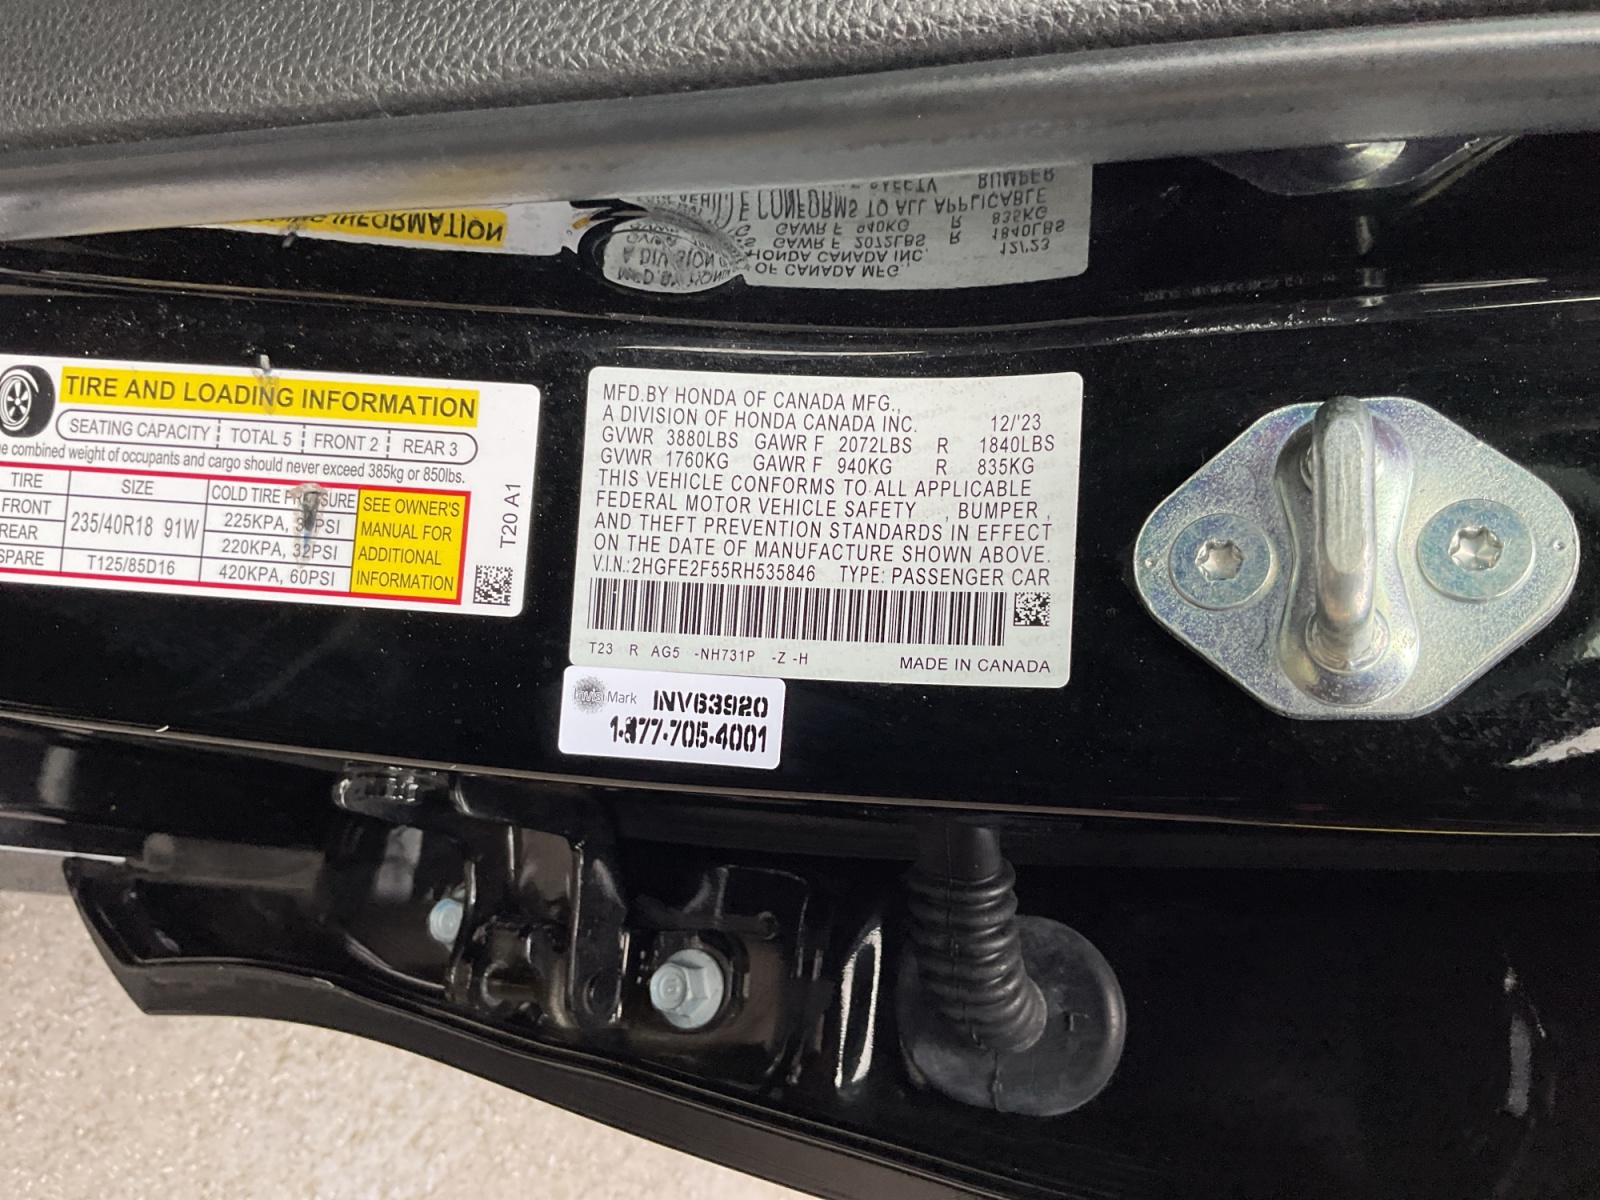 TIRE AND LOADING INFORMATION
SEATING CAPACITY TOTAL 5 FRONT 2 REAR 3
combined weight of occupants and cargo should never exceed 385kg or 850lbs.
TIRE SIZE COLD TIRE PRESSURE SEE OWNER'S MANUAL FOR ADDITIONAL INFORMATION
FRONT 235/40R18 91W 225KPA,
REAR 220KPA, 32PSI
SPARE T125/85D16 420KPA, 60PSI
T20 A1
MFD.BY HONDA OF CANADA MFG.,
A DIVISION OF HONDA CANADA INC. 12/'23
GVWR 3880LBS GAWR F 2072LBS R 1840LBS
GVWR 1760KG GAWR F 940KG R 835KG
THIS VEHICLE CONFORMS TO ALL APPLICABLE
FEDERAL MOTOR VEHICLE SAFETY , BUMPER ,
AND THEFT PREVENTION STANDARDS IN EFFECT
ON THE DATE OF MANUFACTURE SHOWN ABOVE.
V.I.N.:2HGFE2F55RH535846 TYPE: PASSENGER CAR
T23 R AG5 -NH731P -Z -H MADE IN CANADA
InvisiMark INV63920
1-877-705-4001